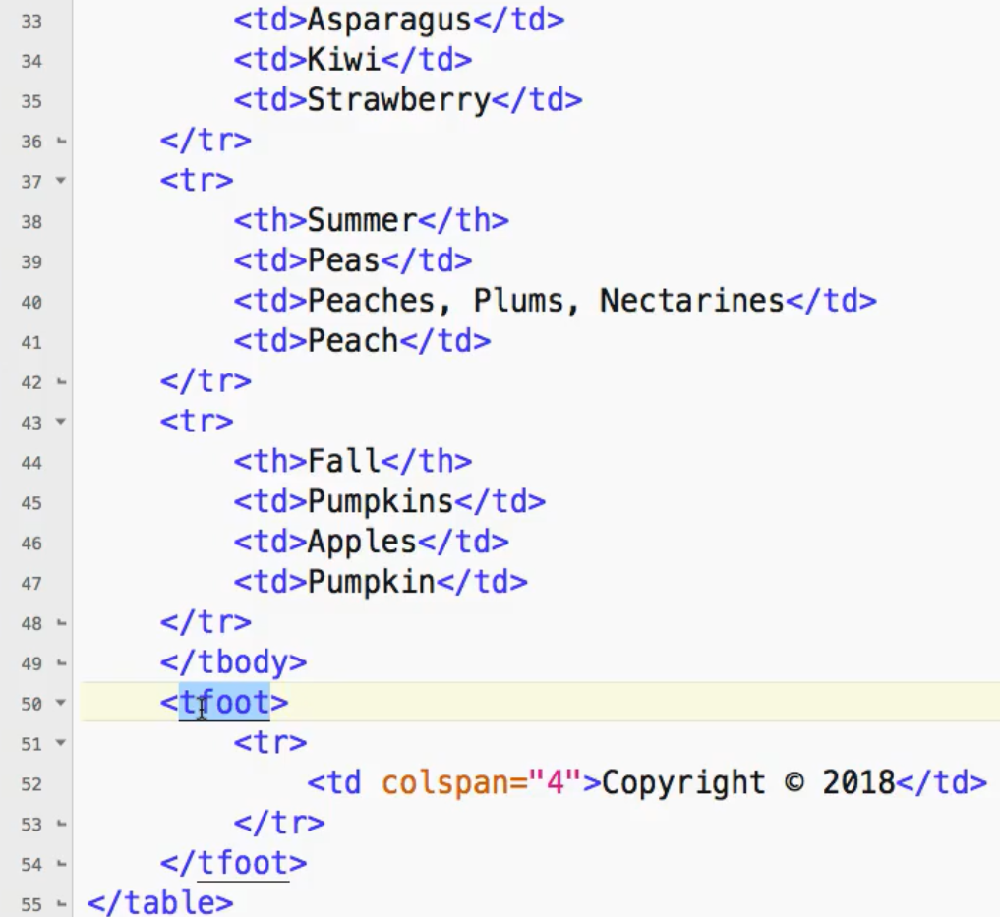 33 <td>Asparagus</td>
34 <td>Kiwi</td>
35 <td>Strawberry</td>
36 </tr>
37 <tr>
38 <th>Summer</th>
39 <td>Peas</td>
40 <td>Peaches, Plums, Nectarines</td>
41 <td>Peach</td>
42 </tr>
43 <tr>
44 <th>Fall</th>
45 <td>Pumpkins</td>
46 <td>Apples</td>
47 <td>Pumpkin</td>
48 </tr>
49 </tbody>
50 <tfoot>
51 <tr>
52 <td colspan="4">Copyright © 2018</td>
53 </tr>
54 </tfoot>
55 </table>